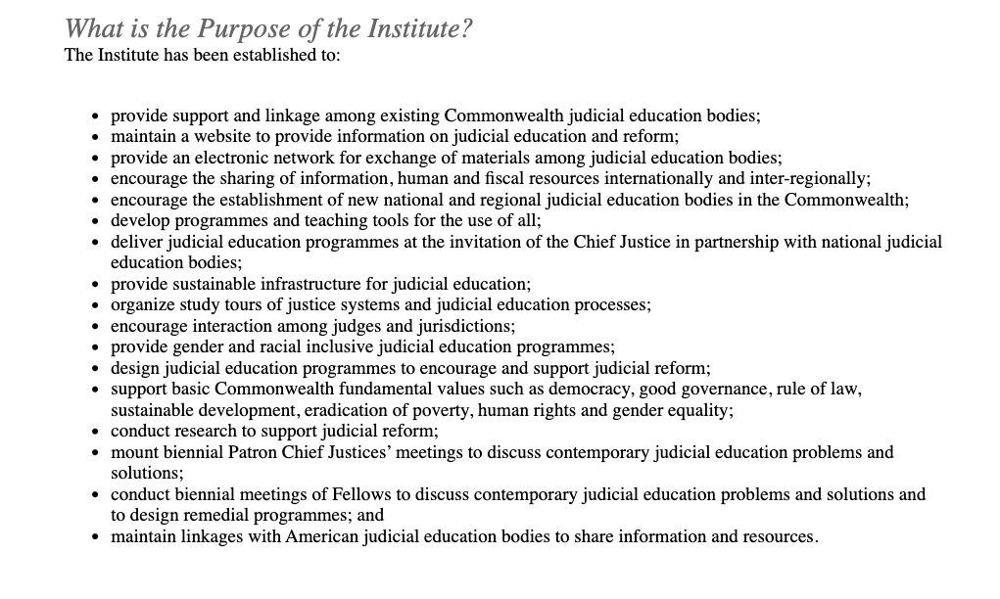 What is the Purpose of the Institute?
The Institute has been established to:
• provide support and linkage among existing Commonwealth judicial education bodies;
• maintain a website to provide information on judicial education and reform;
• provide an electronic network for exchange of materials among judicial education bodies;
• encourage the sharing of information, human and fiscal resources internationally and inter-regionally;
• encourage the establishment of new national and regional judicial education bodies in the Commonwealth;
• develop programmes and teaching tools for the use of all;
• deliver judicial education programmes at the invitation of the Chief Justice in partnership with national judicial
education bodies;
• provide sustainable infrastructure for judicial education;
• organize study tours of justice systems and judicial education processes;
• encourage interaction among judges and jurisdictions;
• provide gender and racial inclusive judicial education programmes;
• design judicial education programmes to encourage and support judicial reform;
• support basic Commonwealth fundamental values such as democracy, good governance, rule of law,
sustainable development, eradication of poverty, human rights and gender equality;
• conduct research to support judicial reform;
• mount biennial Patron Chief Justices’ meetings to discuss contemporary judicial education problems and
solutions;
• conduct biennial meetings of Fellows to discuss contemporary judicial education problems and solutions and
to design remedial programmes; and
• maintain linkages with American judicial education bodies to share information and resources.